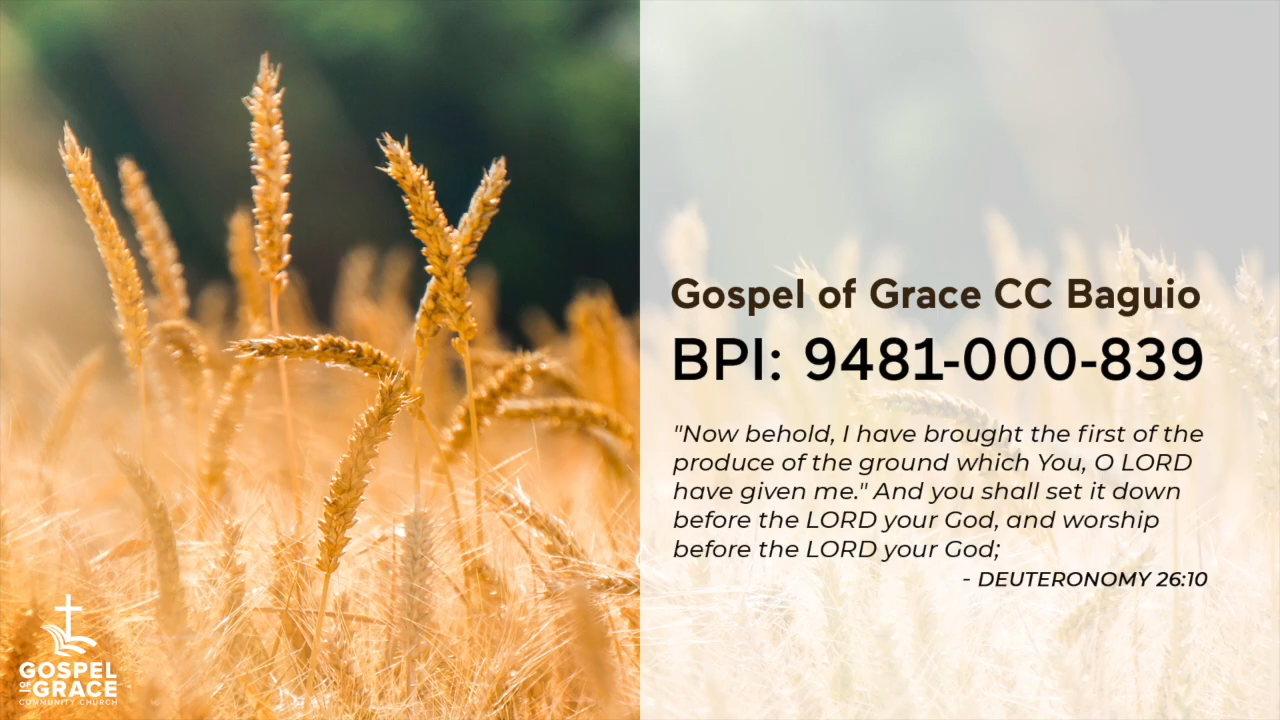 Gospel of Grace CC Baguio
BPI: 9481-000-839
"Now behold, I have brought the first of the
produce of the ground which You, O LORD
have given me." And you shall set it down
before the LORD your God, and worship
before the LORD your God;
- DEUTERONOMY 26:10
GOSPEL
OF GRACE
COMMUNITY CHURCH